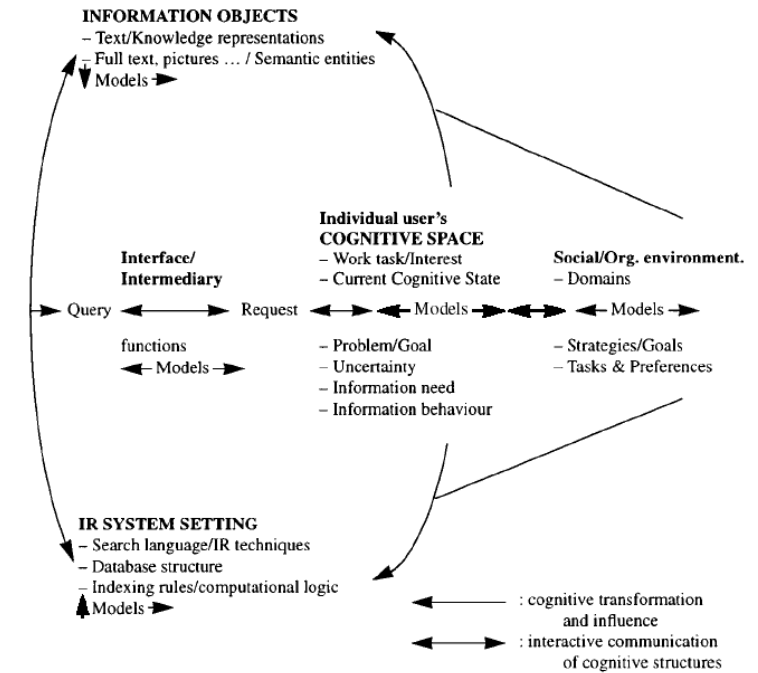 INFORMATION OBJECTS
– Text/Knowledge representations
– Full text, pictures … / Semantic entities
Models
Individual user's
COGNITIVE SPACE
– Work task/Interest
– Current Cognitive State
Interface/
Intermediary
Social/Org. environment.
– Domains
Query
Request
Models
Models
functions
Models
– Problem/Goal
– Uncertainty
– Information need
– Information behaviour
– Strategies/Goals
– Tasks & Preferences
IR SYSTEM SETTING
– Search language/IR techniques
– Database structure
– Indexing rules/computational logic
Models
: cognitive transformation
and influence
: interactive communication
of cognitive structures